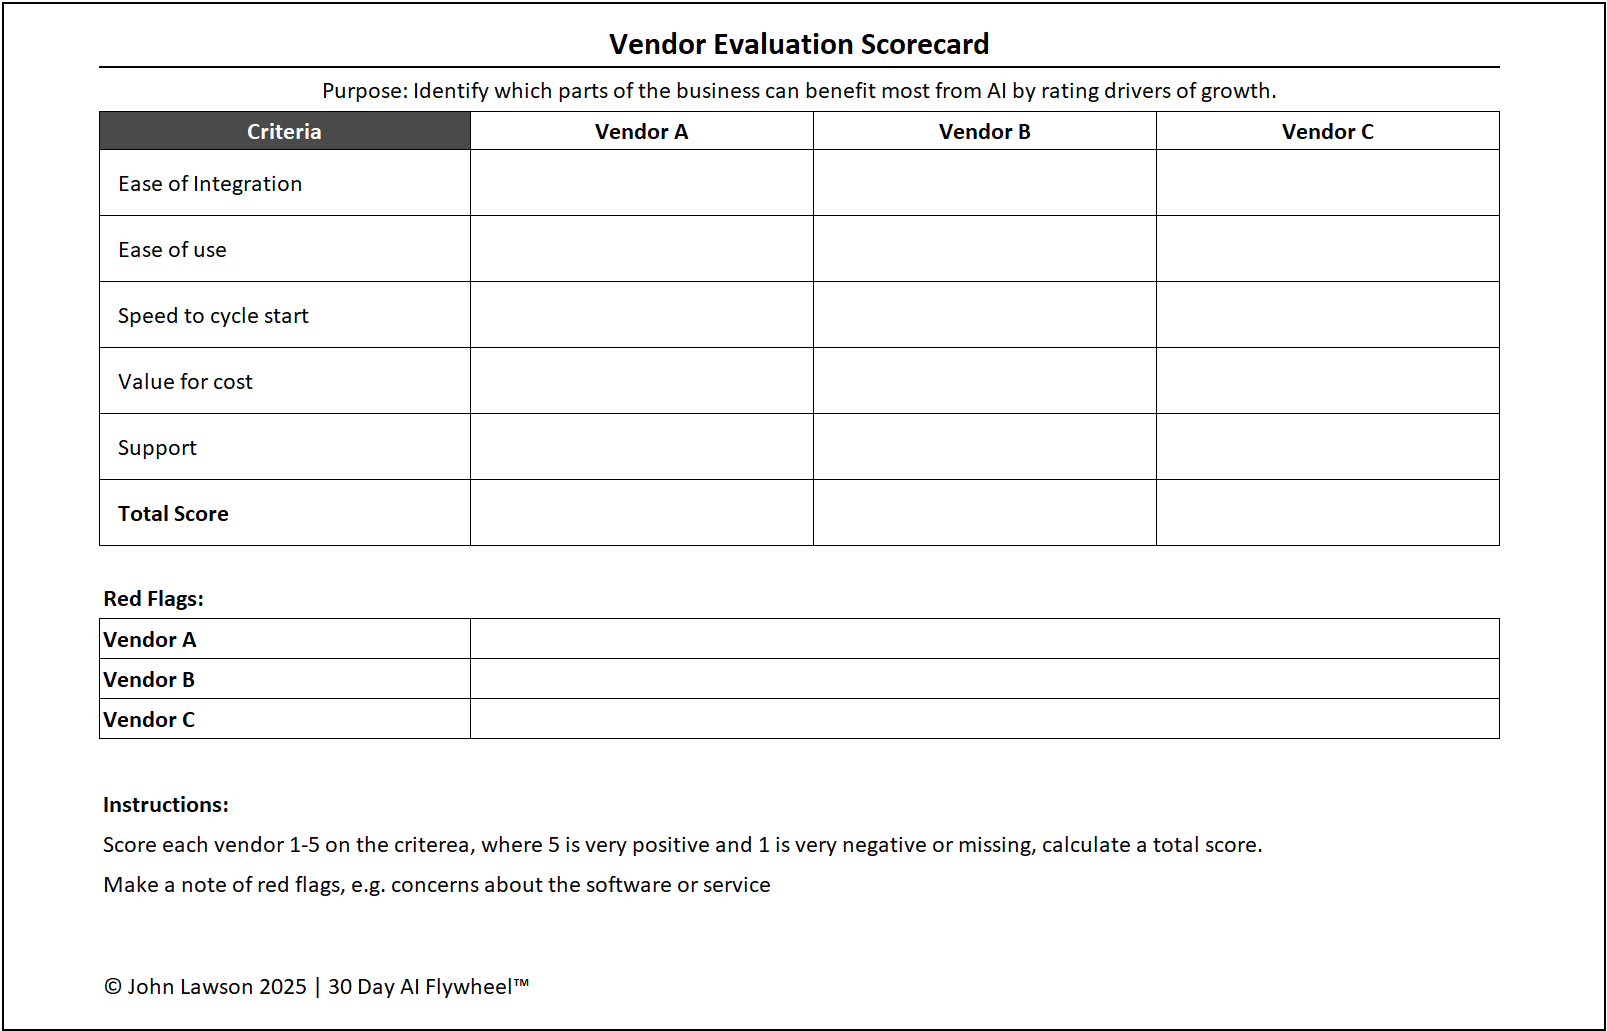 Vendor Evaluation Scorecard
Purpose: Identify which parts of the business can benefit most from AI by rating drivers of growth.
Criteria Vendor A Vendor B Vendor C
Ease of Integration
Ease of use
Speed to cycle start
Value for cost
Support
Total Score
Red Flags:
Vendor A
Vendor B
Vendor C
Instructions:
Score each vendor 1-5 on the criterea, where 5 is very positive and 1 is very negative or missing, calculate a total score.
Make a note of red flags, e.g. concerns about the software or service
© John Lawson 2025 | 30 Day AI Flywheel™